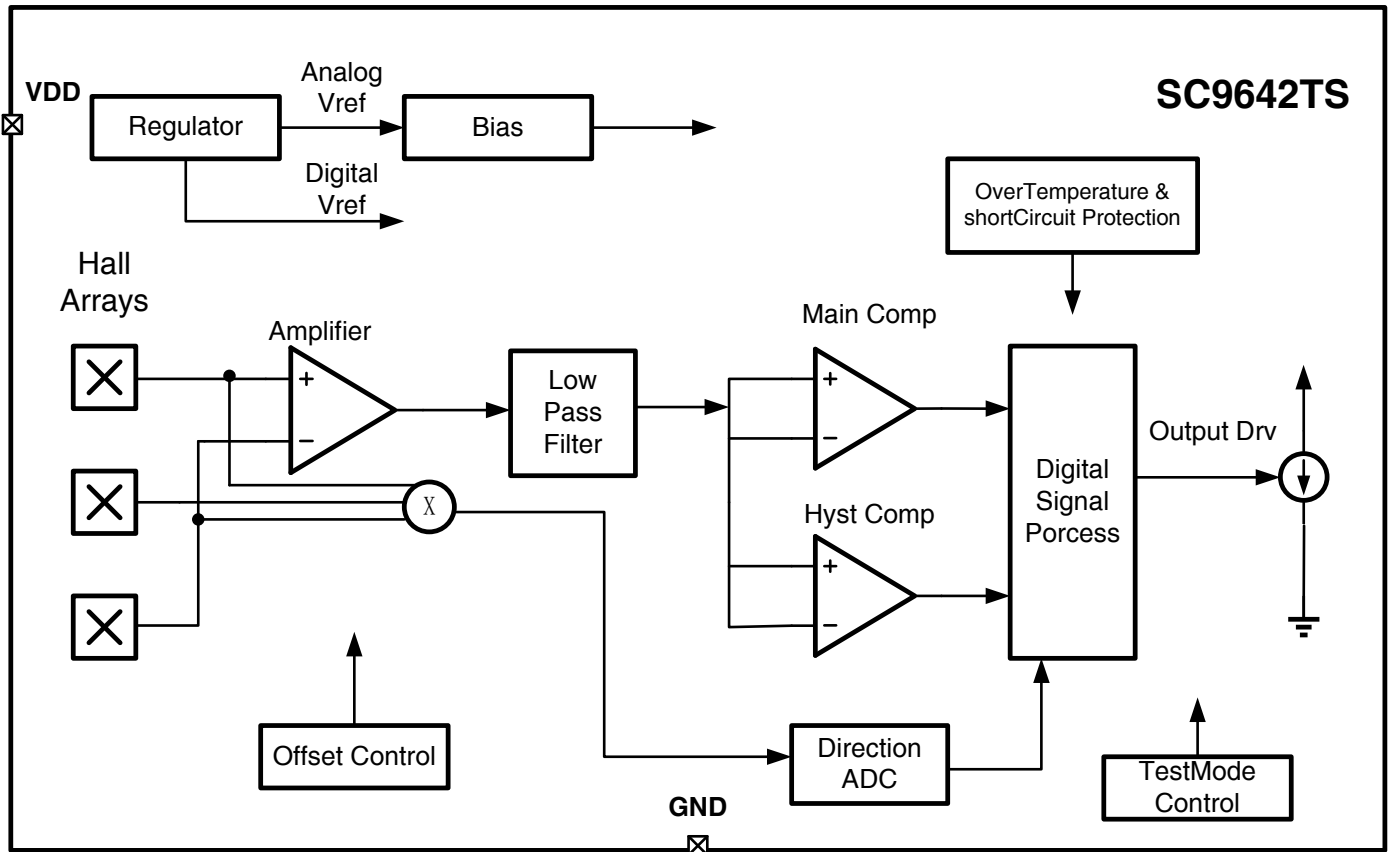 SC9642TS
VDD
Regulator
Analog
Vref
Bias
Digital
Vref
OverTemperature &
shortCircuit Protection
Hall
Arrays
Amplifier
+
−
Low
Pass
Filter
Main Comp
+
−
Hyst Comp
+
−
X
Digital
Signal
Porcess
Output Drv
Offset Control
Direction
ADC
TestMode
Control
GND